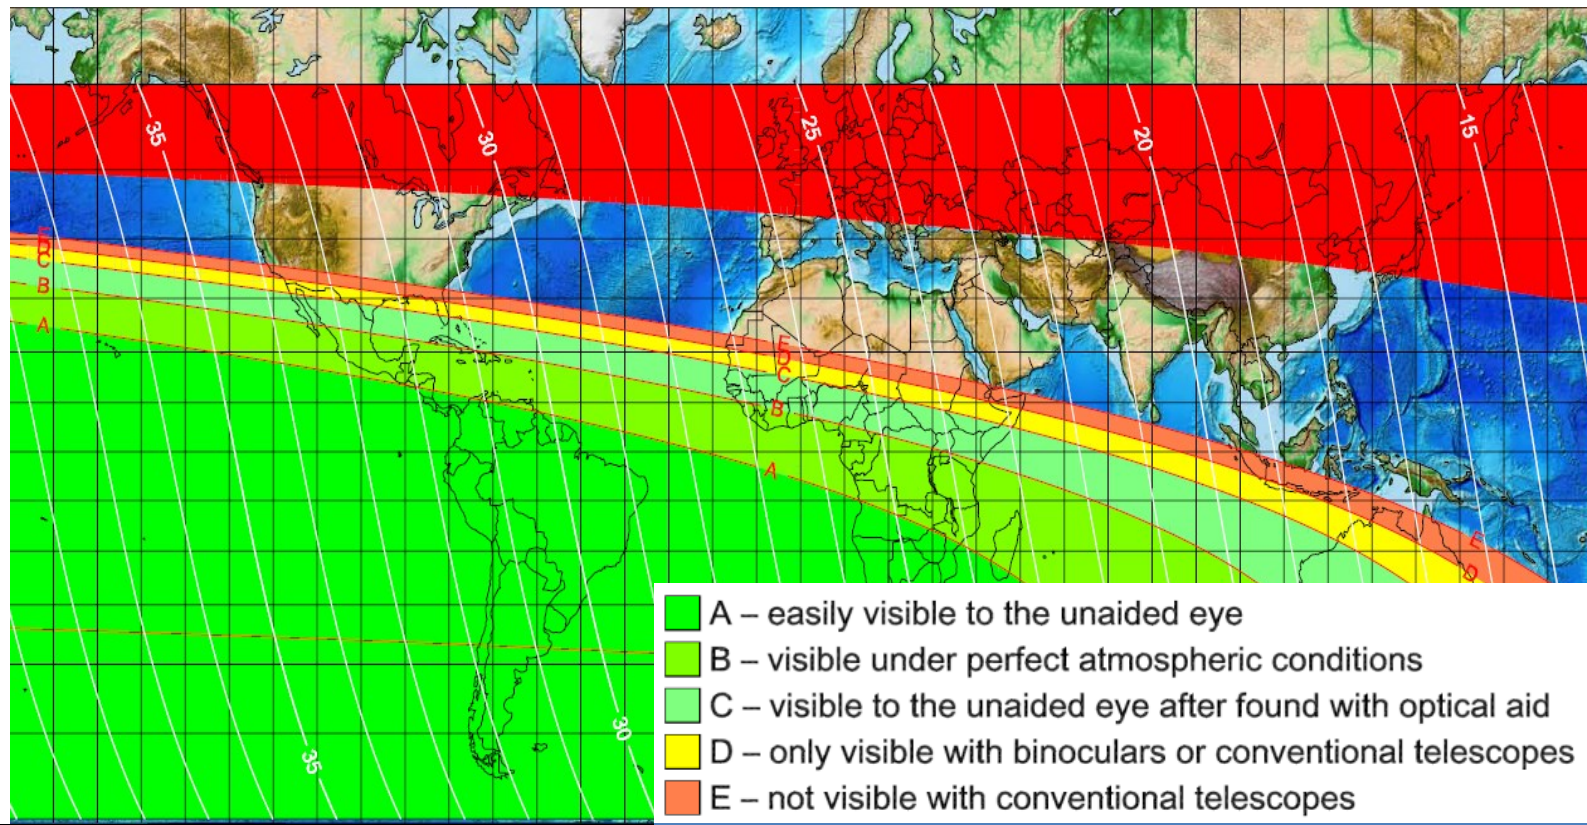 35
30
25
20
15
E
D
C
B
A
E
D
C
B
A
E
D
35
30
A – easily visible to the unaided eye
B – visible under perfect atmospheric conditions
C – visible to the unaided eye after found with optical aid
D – only visible with binoculars or conventional telescopes
E – not visible with conventional telescopes